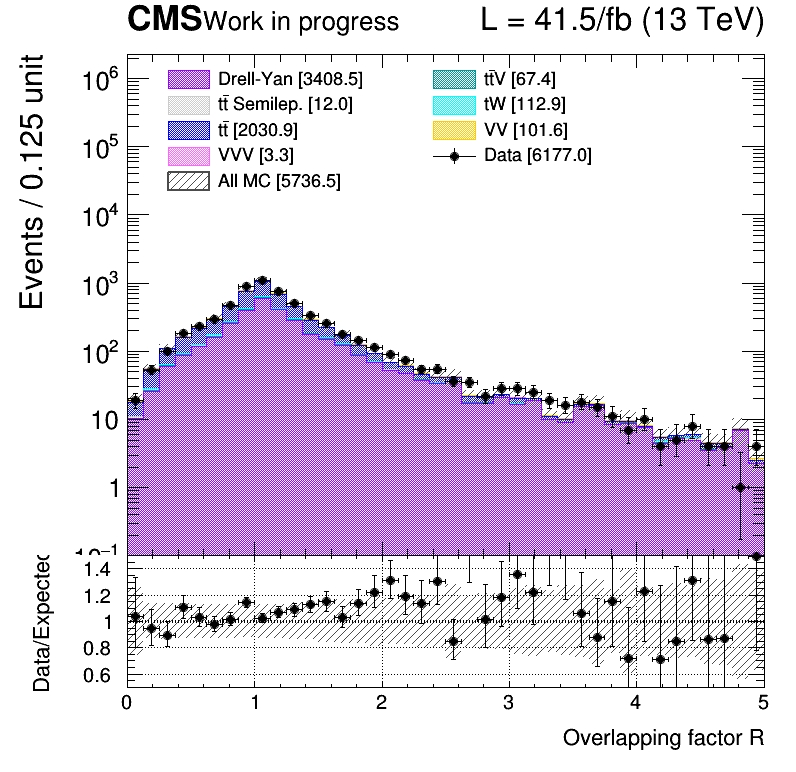 CMS Work in progress L = 41.5/fb (13 TeV)
Drell-Yan [3408.5]
tt̄ Semilep. [12.0]
tt̄ [2030.9]
VVV [3.3]
All MC [5736.5]
tt̄V [67.4]
tW [112.9]
VV [101.6]
Data [6177.0]
Events / 0.125 unit
10⁶
10⁵
10⁴
10³
10²
10
1
10⁻¹
Data/Expected
1.4
1.2
1
0.8
0.6
0 1 2 3 4 5
Overlapping factor R